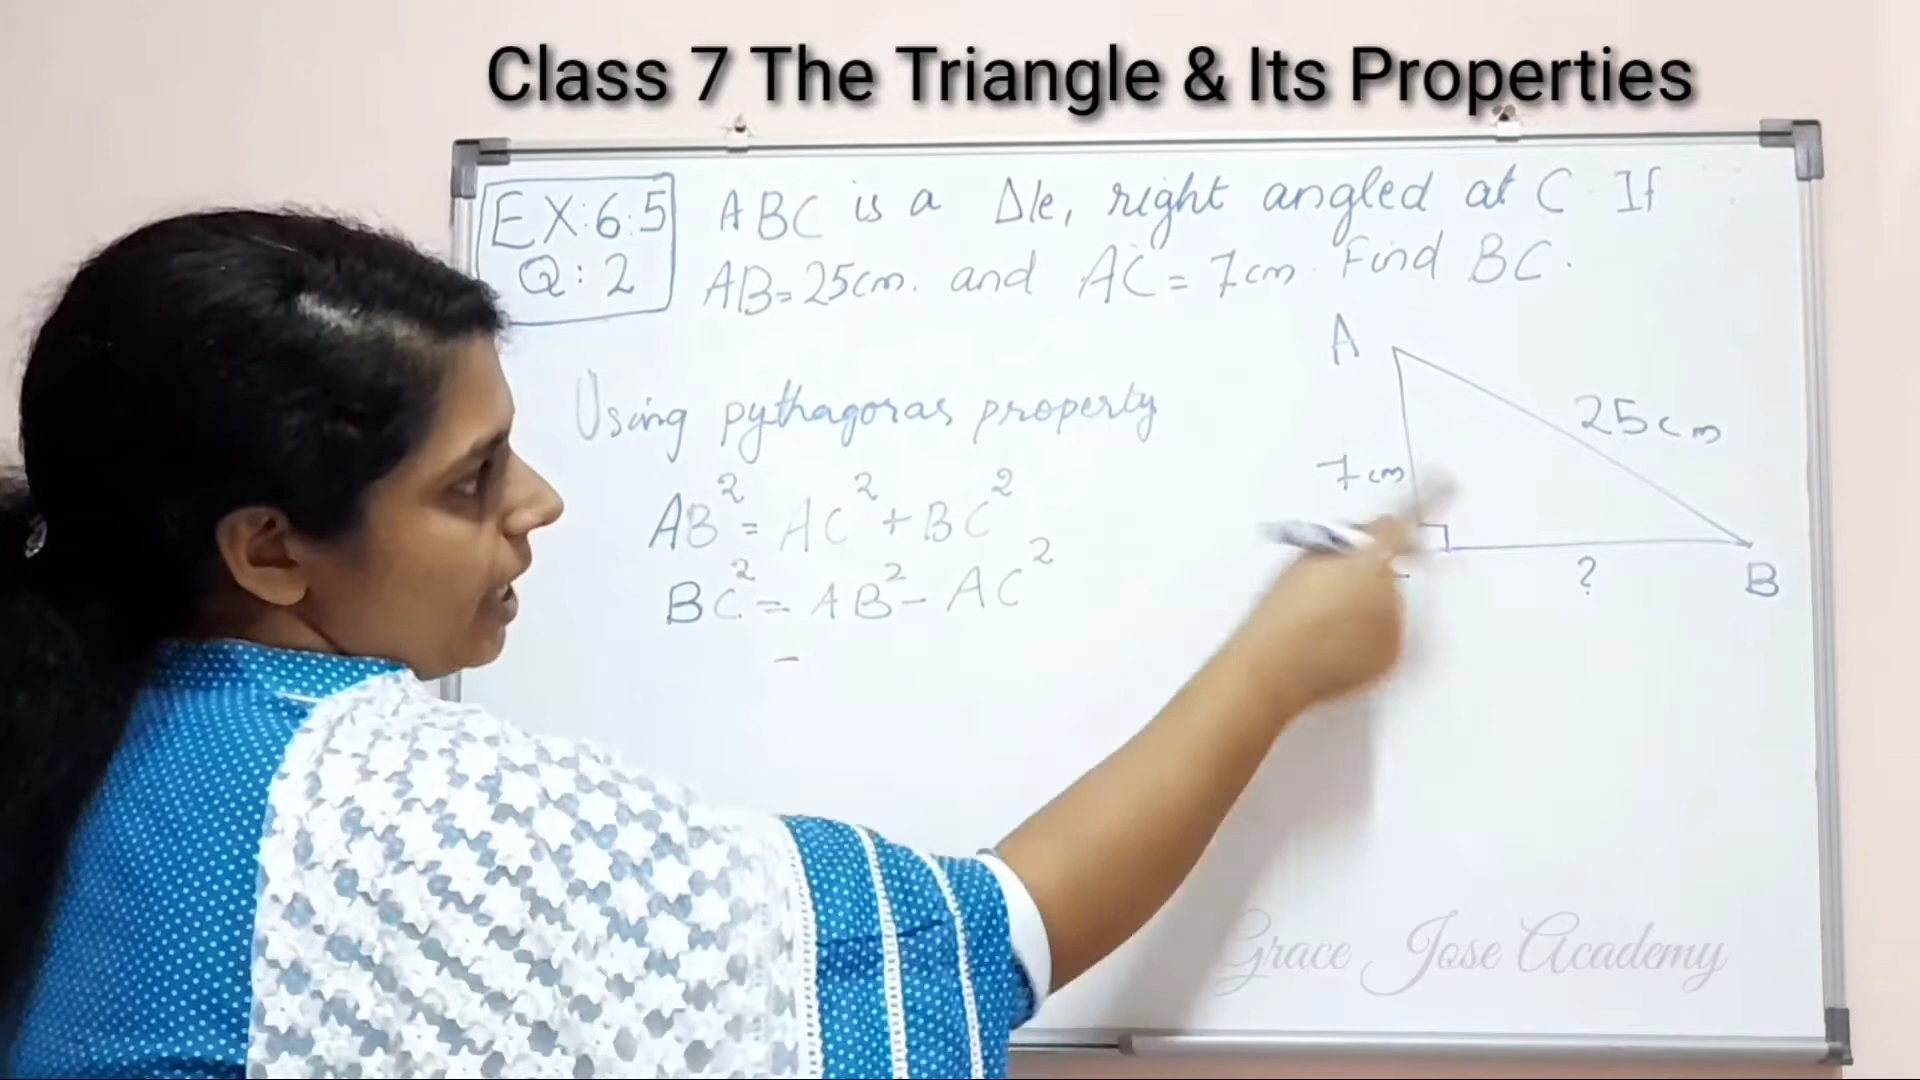 Class 7 The Triangle & Its Properties
EX:6:5
Q:2
ABC is a Δle, right angled at C. If
AB=25cm. and AC=7cm. Find BC.
Using pythagoras property
AB²=AC²+BC²
BC²=AB²-AC²
A
25cm
7cm
?
B
Grace Jose Academy